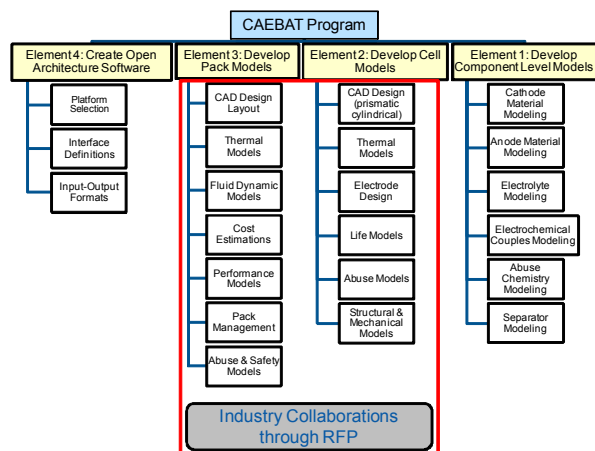 CAEBAT Program
Element 4: Create Open
Architecture Software
Platform
Selection
Interface
Definitions
Input-Output
Formats
Element 3: Develop
Pack Models
CAD Design
Layout
Thermal
Models
Fluid Dynamic
Models
Cost
Estimations
Performance
Models
Pack
Management
Abuse & Safety
Models
Element 2: Develop Cell
Models
CAD Design
(prismatic
cylindrical)
Thermal
Models
Electrode
Design
Life Models
Abuse Models
Structural &
Mechanical Models
Element 1: Develop
Component Level Models
Cathode
Material
Modeling
Anode Material
Modeling
Electrolyte
Modeling
Electrochemical
Couples Modeling
Abuse
Chemistry
Modeling
Separator
Modeling
Industry Collaborations
through RFP